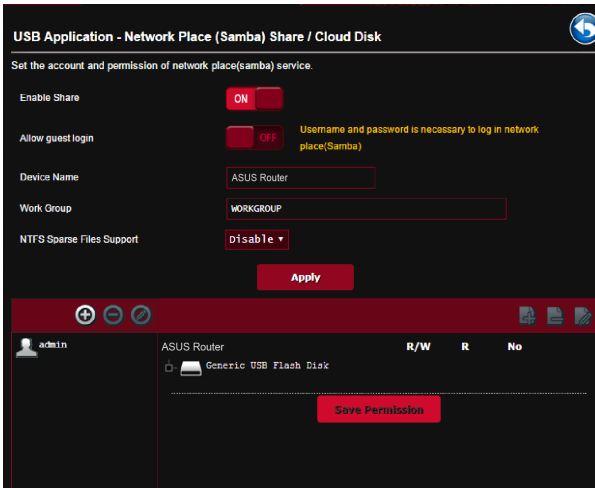 USB Application - Network Place (Samba) Share / Cloud Disk
Set the account and permission of network place(samba) service.
Enable Share
ON
Allow guest login
OFF
Username and password is necessary to log in network
place(Samba)
Device Name
ASUS Router
Work Group
WORKGROUP
NTFS Sparse Files Support
Disable
Apply
admin
ASUS Router
R/W
R
No
Generic USB Flash Disk
Save Permission